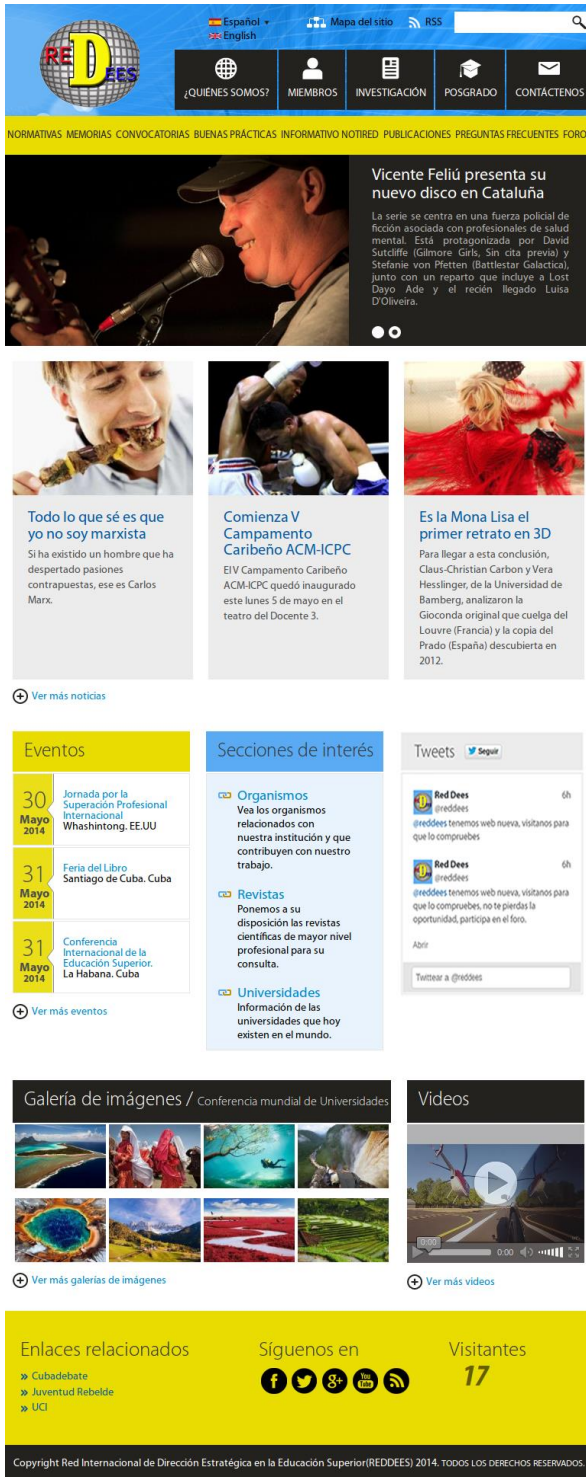 RED D EES
Español
English
Mapa del sitio
RSS
¿QUIÉNES SOMOS?
MIEMBROS
INVESTIGACIÓN
POSGRADO
CONTÁCTENOS
NORMATIVAS MEMORIAS CONVOCATORIAS BUENAS PRÁCTICAS INFORMATIVO NOTIRED PUBLICACIONES PREGUNTAS FRECUENTES FORO
Vicente Feliú presenta su
nuevo disco en Cataluña
La serie se centra en una fuerza policial de
ficción asociada con profesionales de salud
mental. Está protagonizada por David
Sutcliffe (Gilmore Girls, Sin cita previa) y
Stefanie von Pfetten (Battlestar Galactica),
junto con un reparto que incluye a Lost
Dayo Ade y el recién llegado Luisa
D'Oliveira.
Todo lo que sé es que
yo no soy marxista
Si ha existido un hombre que ha
despertado pasiones
contrapuestas, ese es Carlos
Marx.
Comienza V
Campamento
Caribeño ACM-ICPC
El V Campamento Caribeño
ACM-ICPC quedó inaugurado
este lunes 5 de mayo en el
teatro del Docente 3.
Es la Mona Lisa el
primer retrato en 3D
Para llegar a esta conclusión,
Claus-Christian Carbon y Vera
Hesslinger, de la Universidad de
Bamberg, analizaron la
Gioconda original que cuelga del
Louvre (Francia) y la copia del
Prado (España) descubierta en
2012.
Ver más noticias
Eventos
30
Mayo
2014
Jornada por la
Superación Profesional
Internacional
Whashintong. EE.UU
31
Mayo
2014
Feria del Libro
Santiago de Cuba. Cuba
31
Mayo
2014
Conferencia
Internacional de la
Educación Superior.
La Habana. Cuba
Ver más eventos
Secciones de interés
Organismos
Vea los organismos
relacionados con
nuestra institución y que
contribuyen con nuestro
trabajo.
Revistas
Ponemos a su
disposición las revistas
científicas de mayor nivel
profesional para su
consulta.
Universidades
Información de las
universidades que hoy
existen en el mundo.
Tweets
Seguir
Red Dees 6h
@reddees
@reddees tenemos web nueva, visitanos para
que lo compruebes
Red Dees 6h
@reddees
@reddees tenemos web nueva, visitanos para
que lo compruebes, no te pierdas la
oportunidad, participa en el foro.
Abrir
Twittear a @reddees
Galería de imágenes / Conferencia mundial de Universidades
Ver más galerías de imágenes
Videos
0:00
0:00
Ver más videos
Enlaces relacionados
» Cubadebate
» Juventud Rebelde
» UCI
Síguenos en
You
Tube
Visitantes
17
Copyright Red Internacional de Dirección Estratégica en la Educación Superior(REDDEES) 2014. TODOS LOS DERECHOS RESERVADOS.